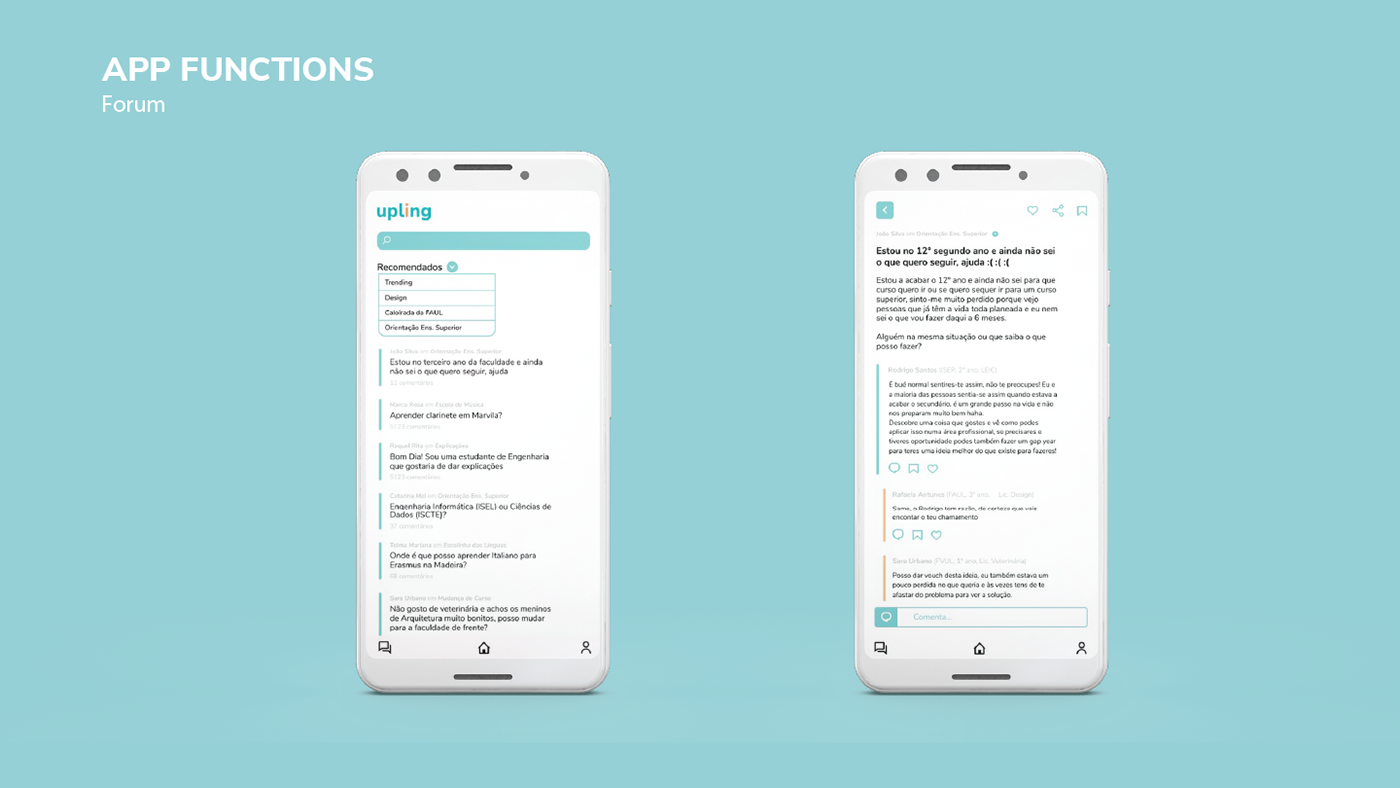 APP FUNCTIONS
Forum
upling
Recomendados
Trending
Design
Caloirada da FAUL
Orientação Ens. Superior
João Silva em Orientação Ens. Superior
Estou no terceiro ano da faculdade e ainda
não sei o que quero seguir, ajuda
12 comentários
Marco Rosa em Escola de Música
Aprender clarinete em Marvila?
5123 comentários
Raquel Rita em Explicações
Bom Dia! Sou uma estudante de Engenharia
que gostaria de dar explicações
5123 comentários
Catarina Mel em Orientação Ens. Superior
Engenharia Informática (ISEL) ou Ciências de
Dados (ISCTE)?
37 comentários
Telma Mariana em Escolinha das Línguas
Onde é que posso aprender Italiano para
Erasmus na Madeira?
68 comentários
Sara Urbano em Mudança de Curso
Não gosto de veterinária e achos os meninos
de Arquitetura muito bonitos, posso mudar
para a faculdade de frente?
João Silva em Orientação Ens. Superior
Estou no 12º segundo ano e ainda não sei
o que quero seguir, ajuda :( :( :(
Estou a acabar o 12º ano e ainda não sei para que
curso quero ir ou se quero sequer ir para um curso
superior, sinto-me muito perdido porque vejo
pessoas que já têm a vida toda planeada e eu nem
sei o que vou fazer daqui a 6 meses.
Alguém na mesma situação ou que saiba o que
posso fazer?
Rodrigo Santos (ISEP, 2º ano, LEIC)
É bué normal sentires-te assim, não te preocupes! Eu e
a maioria das pessoas sentia-se assim quando estava a
acabar o secundário, é um grande passo na vida e não
nos preparam muito bem haha.
Descobre uma coisa que gostes e vê como podes
aplicar isso numa área profissional, se precisares e
tiveres oportunidade podes também fazer um gap year
para teres uma ideia melhor do que existe para fazeres!
Rafaela Antunes (FAUL, 3º ano, Lic. Design)
Same, o Rodrigo tem razão, de certeza que vais
encontar o teu chamamento
Sara Urbano (FVUL, 3º ano, Lic. Veterinária)
Posso dar vouch desta ideia, eu também estava um
pouco perdida no que queria e às vezes tens de te
afastar do problema para ver a solução.
Comenta...